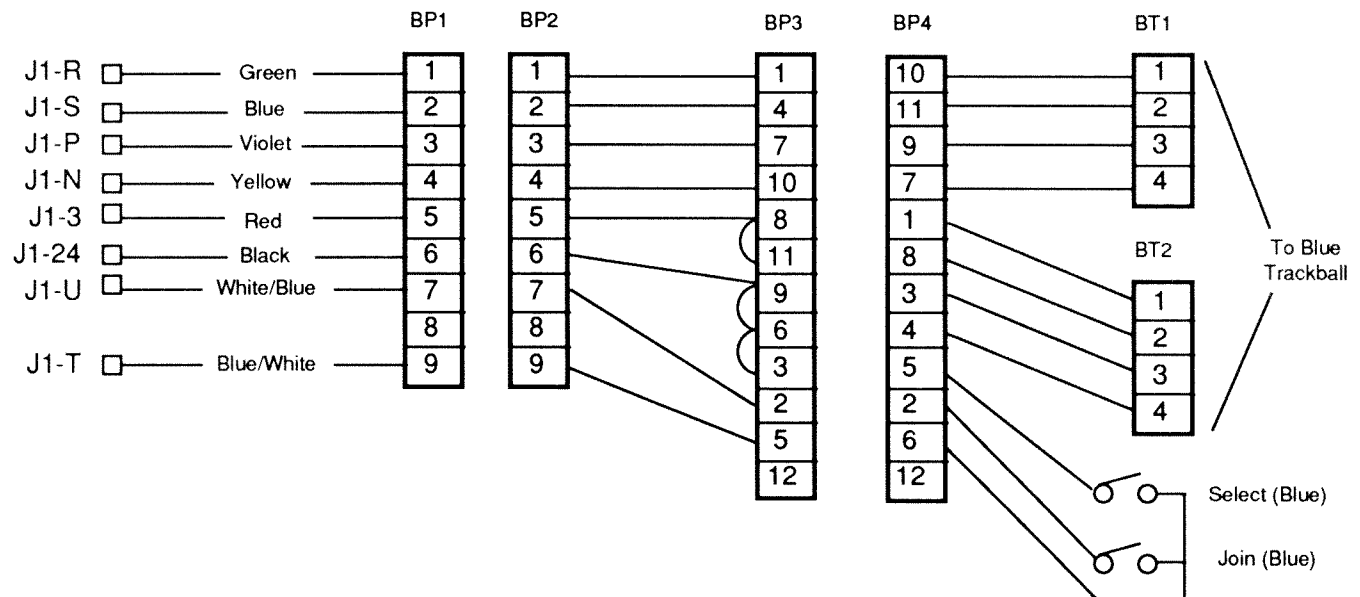 BP1 BP2 BP3 BP4 BT1
J1-R Green 1 1 1 10 1
J1-S Blue 2 2 4 11 2
J1-P Violet 3 3 7 9 3
J1-N Yellow 4 4 10 7 4
J1-3 Red 5 5 8 1
J1-24 Black 6 6 11 8 BT2
To Blue
Trackball
J1-U White/Blue 7 7 9 3 1
8 8 6 4 2
J1-T Blue/White 9 9 3 5 3
2 2 4
5 6
12 12
Select (Blue)
Join (Blue)